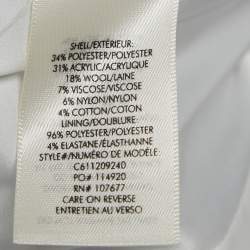 SHELL/EXTÉRIEUR:
34% POLYESTER/POLYESTER
31% ACRYLIC/ACRYLIQUE
18% WOOL/LAINE
7% VISCOSE/VISCOSE
6% NYLON/NYLON
4% COTTON/COTON
LINING/DOUBLURE:
96% POLYESTER/POLYESTER
4% ELASTANE/ÉLASTHANNE
STYLE#/NUMÉRO DE MODÈLE:
C611209240
PO# 114920
RN# 107677
CARE ON REVERSE
ENTRETIEN AU VERSO